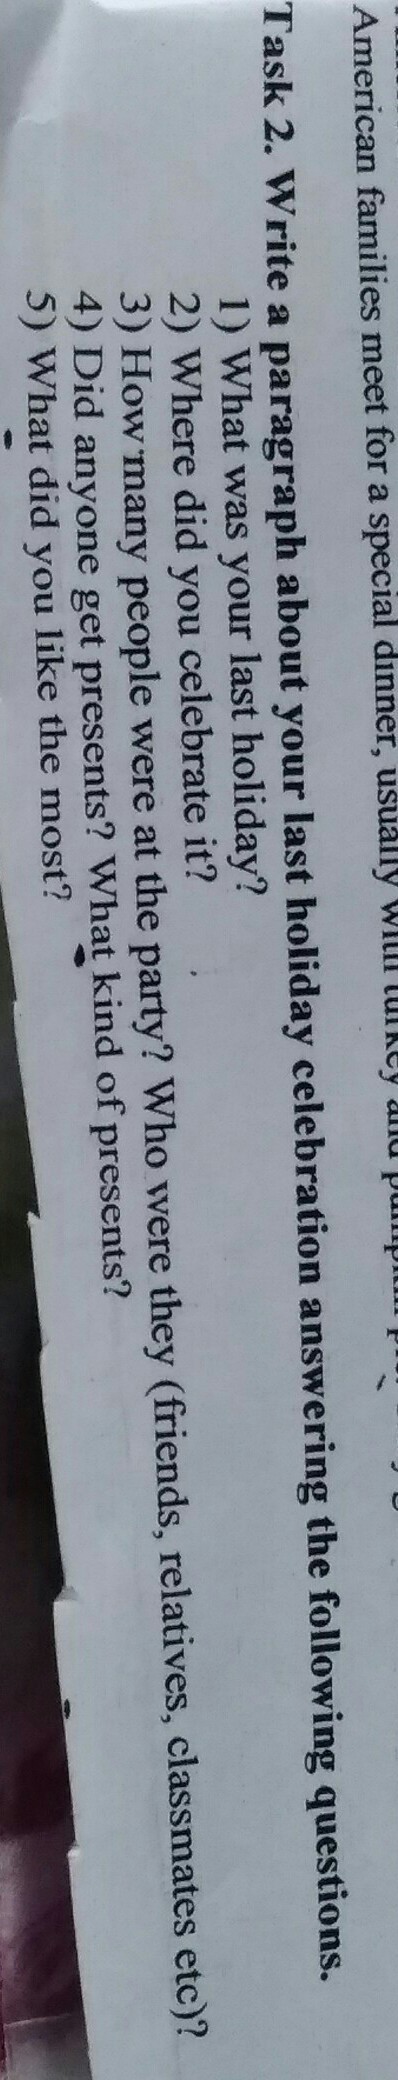 American families meet for a special dinner, usually with turkey and
Task 2. Write a paragraph about your last holiday celebration answering the following questions.
1) What was your last holiday?
2) Where did you celebrate it?
3) How many people were at the party? Who were they (friends, relatives, classmates etc)?
4) Did anyone get presents? What kind of presents?
5) What did you like the most?